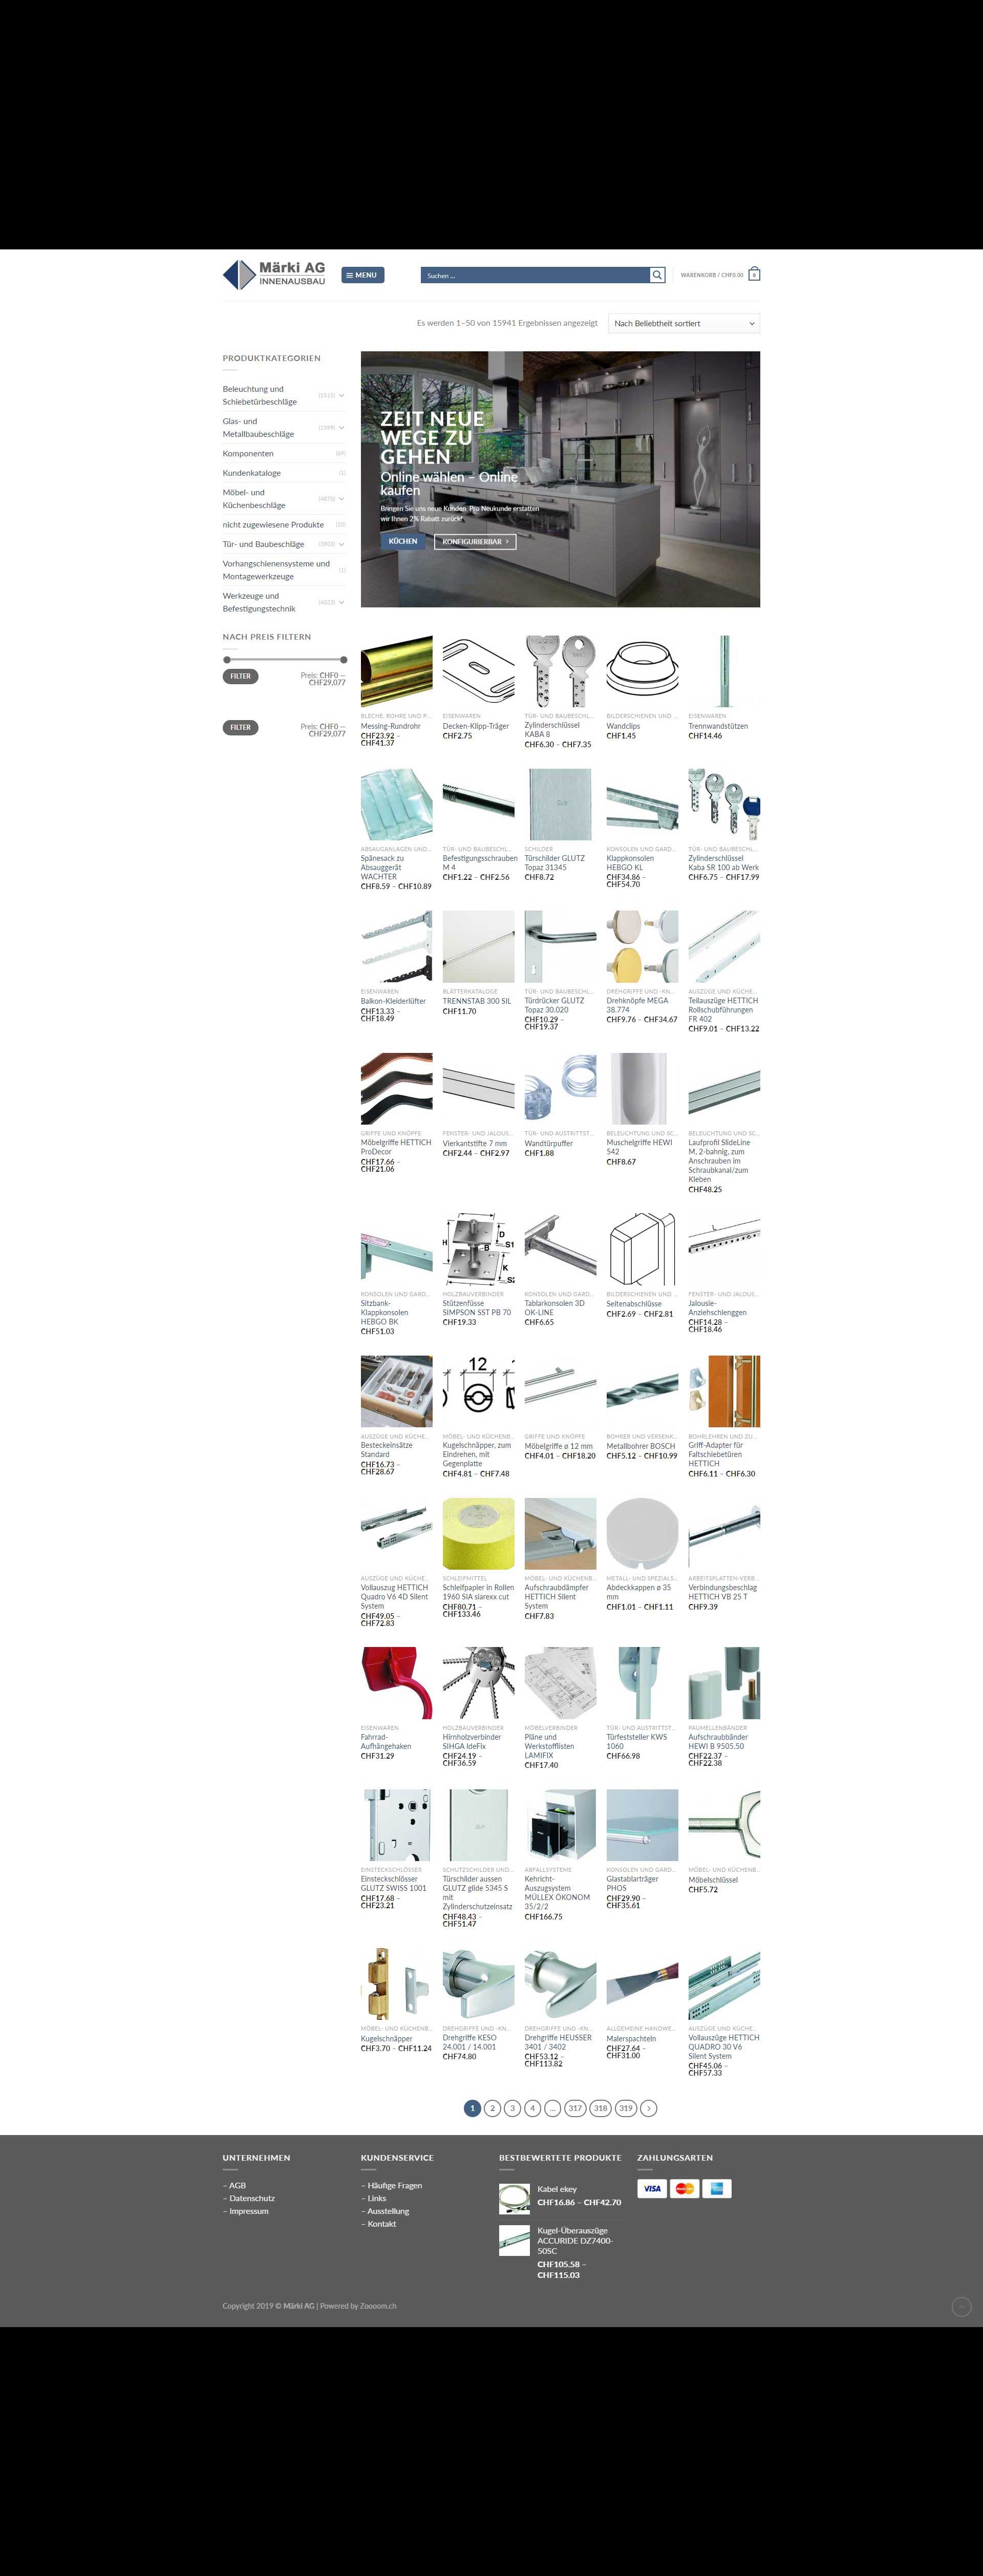 Märki AG
INNENAUSBAU
MENU
Suchen ...
WARENKORB / CHF0.00
0
Es werden 1–50 von 15941 Ergebnissen angezeigt
Nach Beliebtheit sortiert
PRODUKTKATEGORIEN
Beleuchtung und
Schiebetürbeschläge
Glas- und
Metallbaubeschläge
Komponenten (69)
Kundenkataloge (1)
Möbel- und
Küchenbeschläge
nicht zugewiesene Produkte
Tür- und Baubeschläge
Vorhangschienensysteme und
Montagewerkzeuge (1)
Werkzeuge und
Befestigungstechnik
NACH PREIS FILTERN
FILTER
Preis: CHF0 —
CHF29,077
FILTER
Preis: CHF0 —
CHF29,077
ZEIT NEUE
WEGE ZU
GEHEN
Online wählen – Online
kaufen
Bringen Sie uns neue Kunden. Pro Neukunde erstatten
wir Ihnen 2% Rabatt zurück*
KÜCHEN
KONFIGURIERBAR
BLECHE, ROHRE UND P...
Messing-Rundrohr
CHF23.92 –
CHF41.37
EISENWAREN
Decken-Klipp-Träger
CHF2.75
TÜR- UND BAUBESCHL...
Zylinderschlüssel
KABA 8
CHF6.30 – CHF7.35
BILDERSCHIENEN UND ...
Wandclips
CHF1.45
EISENWAREN
Trennwandstützen
CHF14.46
ABSAUGANLAGEN UND...
Spänesack zu
Absauggerät
WACHTER
CHF8.59 – CHF10.89
TÜR- UND BAUBESCHL...
Befestigungsschrauben
M 4
CHF1.22 – CHF2.56
SCHILDER
Türschilder GLUTZ
Topaz 31345
CHF8.72
KONSOLEN UND GARD...
Klappkonsolen
HEBGO KL
CHF34.86 –
CHF54.70
TÜR- UND BAUBESCHL...
Zylinderschlüssel
Kaba SR 100 ab Werk
CHF6.75 – CHF17.99
EISENWAREN
Balkon-Kleiderlüfter
CHF13.33 –
CHF18.49
BLÄTTERKATALOGE
TRENNSTAB 300 SIL
CHF11.70
TÜR- UND BAUBESCHL...
Türdrücker GLUTZ
Topaz 30.020
CHF10.29 –
CHF19.37
DREHGRIFFE UND -KN...
Drehknöpfe MEGA
38.774
CHF9.76 – CHF34.67
AUSZÜGE UND KÜCHE...
Teilauszüge HETTICH
Rollschubführungen
FR 402
CHF9.01 – CHF13.22
GRIFFE UND KNÖPFE
Möbelgriffe HETTICH
ProDecor
CHF17.66 –
CHF21.06
FENSTER- UND JALOUS...
Vierkantstifte 7 mm
CHF2.44 – CHF2.97
TÜR- UND AUSTRITTST...
Wandtürpuffer
CHF1.88
BELEUCHTUNG UND SC...
Muschelgriffe HEWI
542
CHF8.67
BELEUCHTUNG UND SC...
Laufprofil SlideLine
M, 2-bahnig, zum
Anschrauben im
Schraubkanal/zum
Kleben
CHF48.25
H
D
S1
B
K
S2
L
KONSOLEN UND GARD...
Sitzbank-
Klappkonsolen
HEBGO BK
CHF51.03
HOLZBAUVERBINDER
Stützenfüsse
SIMPSON SST PB 70
CHF19.33
KONSOLEN UND GARD...
Tablarkonsolen 3D
OK-LINE
CHF6.65
BILDERSCHIENEN UND ...
Seitenabschlüsse
CHF2.69 – CHF2.81
FENSTER- UND JALOUS...
Jalousie-
Anziehschlenggen
CHF14.28 –
CHF18.46
12
AUSZÜGE UND KÜCHE...
Besteckeinsätze
Standard
CHF16.73 –
CHF28.67
MÖBEL- UND KÜCHENB...
Kugelschnäpper, zum
Eindrehen, mit
Gegenplatte
CHF4.81 – CHF7.48
GRIFFE UND KNÖPFE
Möbelgriffe ø 12 mm
CHF4.01 – CHF18.20
BOHRER UND VERSENK...
Metallbohrer BOSCH
CHF5.12 – CHF10.99
BOHRLEHREN UND ZU...
Griff-Adapter für
Faltschiebetüren
HETTICH
CHF6.11 – CHF6.30
AUSZÜGE UND KÜCHE...
Vollauszug HETTICH
Quadro V6 4D Silent
System
CHF49.05 –
CHF72.83
SCHLEIFMITTEL
Schleifpapier in Rollen
1960 SIA siarexx cut
CHF80.71 –
CHF133.46
MÖBEL- UND KÜCHENB...
Aufschraubdämpfer
HETTICH Silent
System
CHF7.83
METALL- UND SPEZIALS...
Abdeckkappen ø 35
mm
CHF1.01 – CHF1.11
ARBEITSPLATTEN-VERB...
Verbindungsbeschlag
HETTICH VB 25 T
CHF9.39
EISENWAREN
Fahrrad-
Aufhängehaken
CHF31.29
HOLZBAUVERBINDER
Hirnholzverbinder
SIHGA IdeFix
CHF24.19 –
CHF36.59
MÖBELVERBINDER
Pläne und
Werkstofflisten
LAMIFIX
CHF17.40
TÜR- UND AUSTRITTST...
Türfeststeller KWS
1060
CHF66.98
PAUMELLENBÄNDER
Aufschraubbänder
HEWI B 9505.50
CHF22.37 –
CHF22.38
EINSTECKSCHLÖSSER
Einsteckschlösser
GLUTZ SWISS 1001
CHF17.68 –
CHF23.21
SCHUTZSCHILDER UND...
Türschilder aussen
GLUTZ glide 5345 S
mit
Zylinderschutzeinsatz
CHF48.43 –
CHF51.47
ABFALLSYSTEME
Kehricht-
Auszugsystem
MÜLLEX ÖKONOM
35/2/2
CHF166.75
KONSOLEN UND GARD...
Glastablarträger
PHOS
CHF29.90 –
CHF35.61
MÖBEL- UND KÜCHENB...
Möbelschlüssel
CHF5.72
MÖBEL- UND KÜCHENB...
Kugelschnäpper
CHF3.70 – CHF11.24
DREHGRIFFE UND -KN...
Drehgriffe KESO
24.001 / 14.001
CHF74.80
DREHGRIFFE UND -KN...
Drehgriffe HEUSSER
3401 / 3402
CHF53.12 –
CHF113.82
ALLGEMEINE HANDWE...
Malerspachteln
CHF27.64 –
CHF31.00
AUSZÜGE UND KÜCHE...
Vollauszüge HETTICH
QUADRO 30 V6
Silent System
CHF45.06 –
CHF57.33
1 2 3 4 ... 317 318 319
UNTERNEHMEN
– AGB
– Datenschutz
– Impressum
KUNDENSERVICE
– Häufige Fragen
– Links
– Ausstellung
– Kontakt
BESTBEWERTETE PRODUKTE
Kabel ekey
CHF16.86 – CHF42.70
Kugel-Überauszüge
ACCURIDE DZ7400-
50SC
CHF105.58 –
CHF115.03
ZAHLUNGSARTEN
VISA
MasterCard
Copyright 2019 © Märki AG | Powered by Zoooom.ch